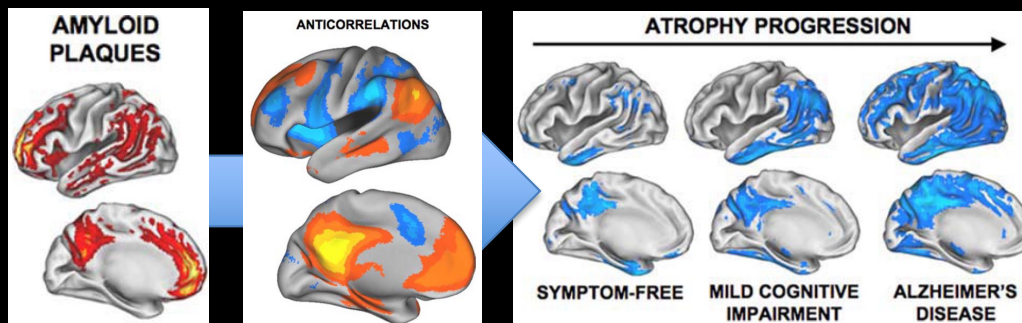 AMYLOID
PLAQUES
ANTICORRELATIONS
ATROPHY PROGRESSION
SYMPTOM-FREE
MILD COGNITIVE
IMPAIRMENT
ALZHEIMER'S
DISEASE